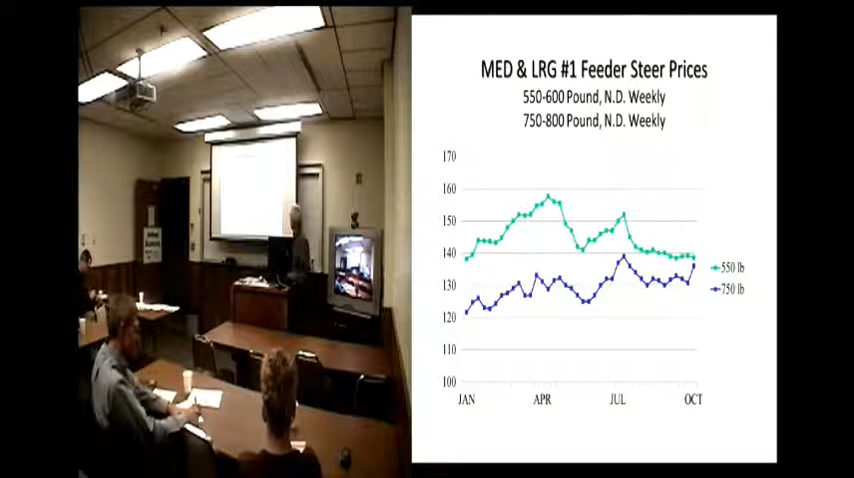 MED & LRG #1 Feeder Steer Prices
550-600 Pound, N.D. Weekly
750-800 Pound, N.D. Weekly
170
160
150
140
130
120
110
100
JAN
APR
JUL
OCT
550 lb
750 lb